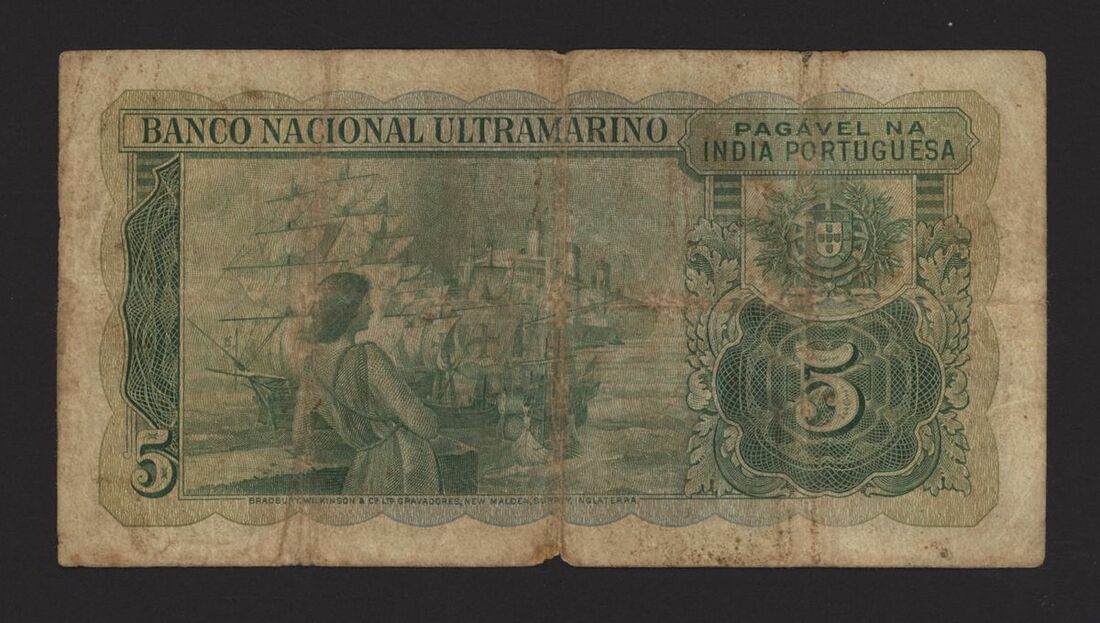 BANCO NACIONAL ULTRAMARINO
PAGÁVEL NA
INDIA PORTUGUESA
5
5
BRADBURY, WILKINSON & Cº LTD GRAVADORES, NEW MALDEN, SURREY, INGLATERRA